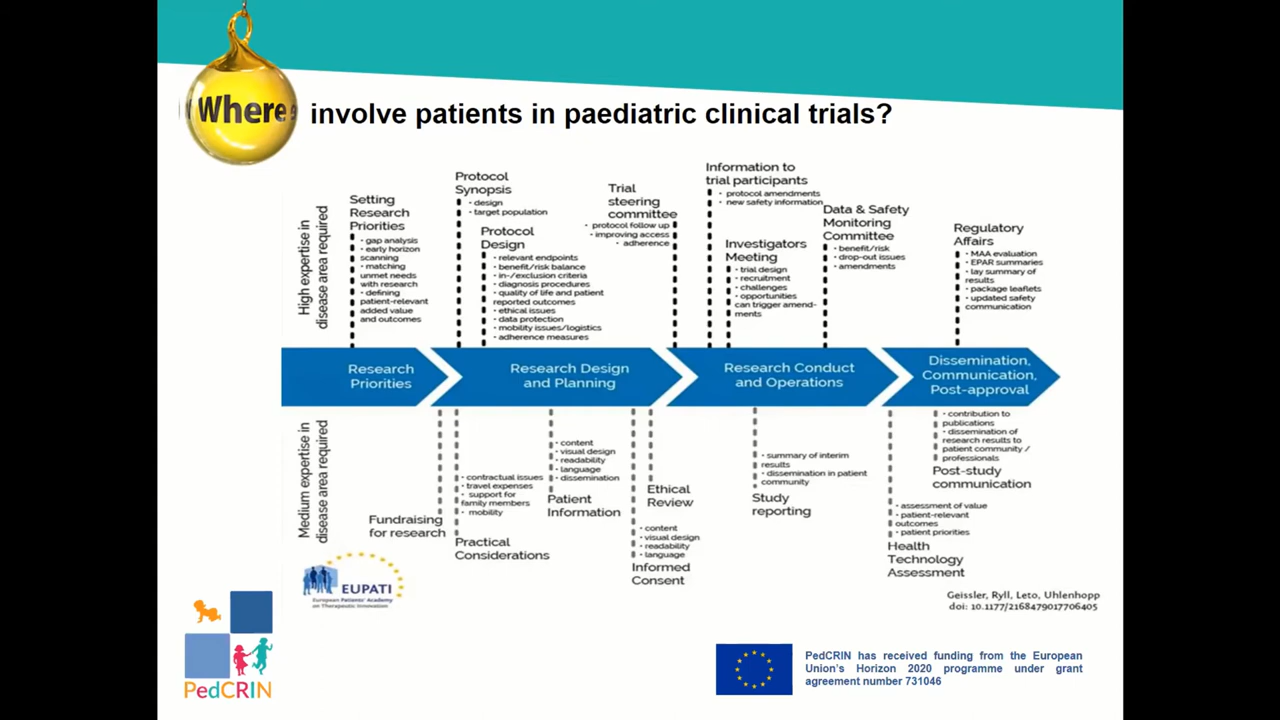 Where
involve patients in paediatric clinical trials?
High expertise in
disease area required
Setting
Research
Priorities
• gap analysis
• early horizon
scanning
• matching
unmet needs
with research
• defining
patient-relevant
added value
and outcomes
Protocol
Synopsis
• design
• target population
Protocol
Design
• relevant endpoints
• benefit/risk balance
• in-/exclusion criteria
• diagnosis procedures
• quality of life and patient
reported outcomes
• ethical issues
• data protection
• mobility issues/logistics
• adherence measures
Trial
steering
committee
• protocol follow up
• improving access
• adherence
Information to
trial participants
• protocol amendments
• new safety information
Investigators
Meeting
• trial design
• recruitment
• challenges
• opportunities
can trigger amend-
ments
Data & Safety
Monitoring
Committee
• benefit/risk
• drop-out issues
• amendments
Regulatory
Affairs
• MAA evaluation
• EPAR summaries
• lay summary of
results
• package leaflets
• updated safety
communication
Research
Priorities
Research Design
and Planning
Research Conduct
and Operations
Dissemination,
Communication,
Post-approval
Medium expertise in
disease area required
Fundraising
for research
• contractual issues
• travel expenses
• support for
family members
• mobility
Practical
Considerations
• content
• visual design
• readability
• language
• dissemination
Patient
Information
Ethical
Review
• content
• visual design
• readability
• language
Informed
Consent
• summary of interim
results
• dissemination in patient
community
Study
reporting
• contribution to
publications
• dissemination of
research results to
patient community /
professionals
Post-study
communication
• assessment of value
• patient-relevant
outcomes
• patient priorities
Health
Technology
Assessment
EUPATI
European Patients' Academy
on Therapeutic Innovation
Geissler, Ryll, Leto, Uhlenhopp
doi: 10.1177/2168479017706405
PedCRIN
PedCRIN has received funding from the European
Union's Horizon 2020 programme under grant
agreement number 731046